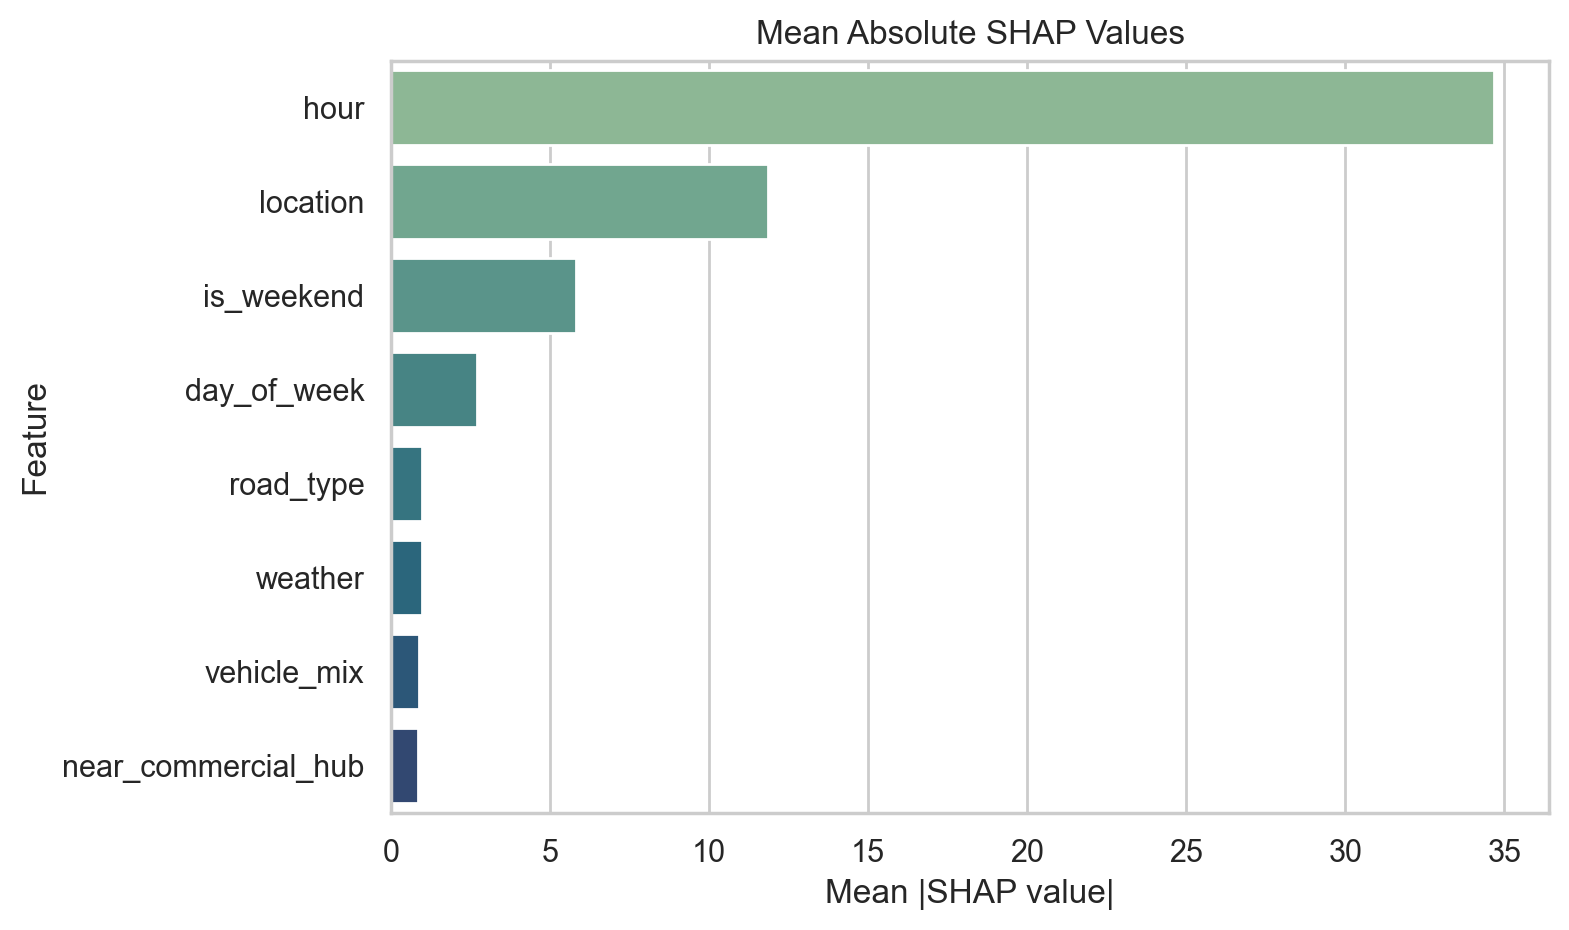 Mean Absolute SHAP Values
Feature
hour
location
is_weekend
day_of_week
road_type
weather
vehicle_mix
near_commercial_hub
0 5 10 15 20 25 30 35
Mean |SHAP value|